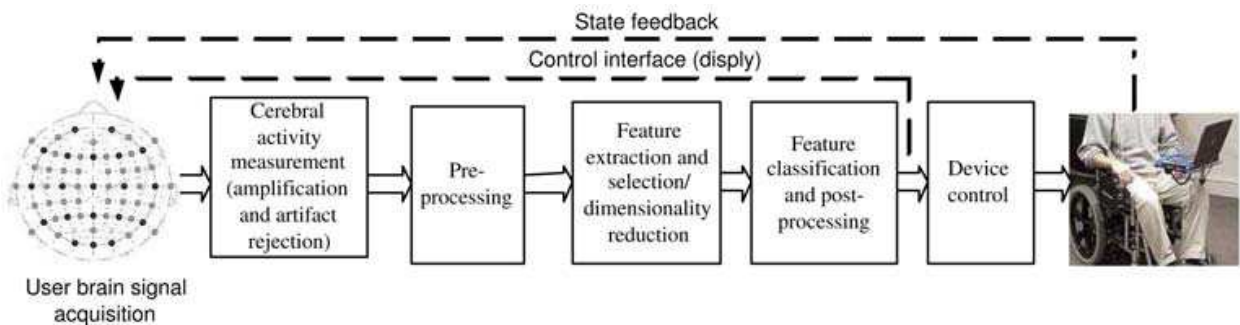 State feedback
Control interface (disply)
Cerebral
activity
measurement
(amplification
and artifact
rejection)
Pre-
processing
Feature
extraction and
selection/
dimensionality
reduction
Feature
classification
and post-
processing
Device
control
User brain signal
acquisition